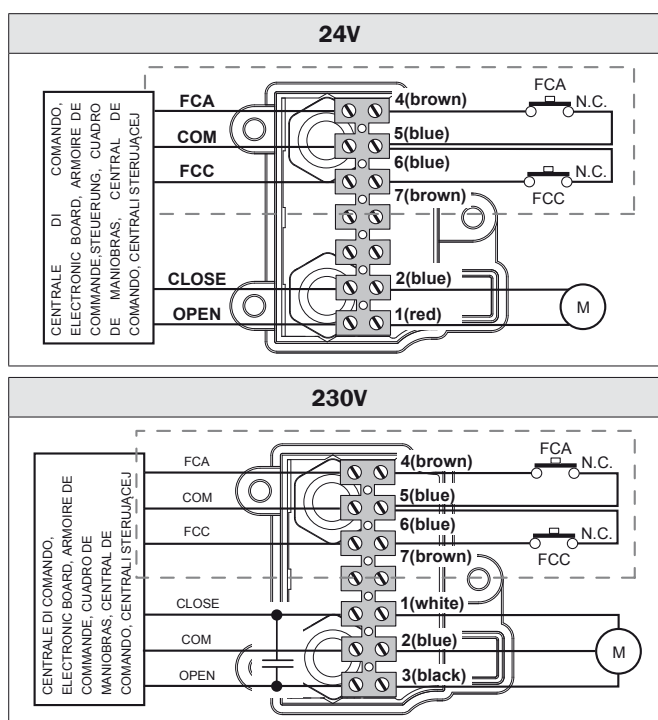 24V
CENTRALE DI COMANDO,
ELECTRONIC BOARD, ARMOIRE DE
COMMANDE,STEUERUNG, CUADRO
DE MANIOBRAS, CENTRAL DE
COMANDO, CENTRALI STERUJĄCEJ
FCA
COM
FCC
CLOSE
OPEN
4(brown)
5(blue)
6(blue)
7(brown)
2(blue)
1(red)
FCA
N.C.
N.C.
FCC
M
230V
CENTRALE DI COMANDO,
ELECTRONIC BOARD, ARMOIRE DE
COMMANDE, CUADRO DE
MANIOBRAS, CENTRAL DE
COMANDO, CENTRALI STERUJĄCEJ
FCA
COM
FCC
CLOSE
COM
OPEN
4(brown)
5(blue)
6(blue)
7(brown)
1(white)
2(blue)
3(black)
FCA
N.C.
N.C.
FCC
M